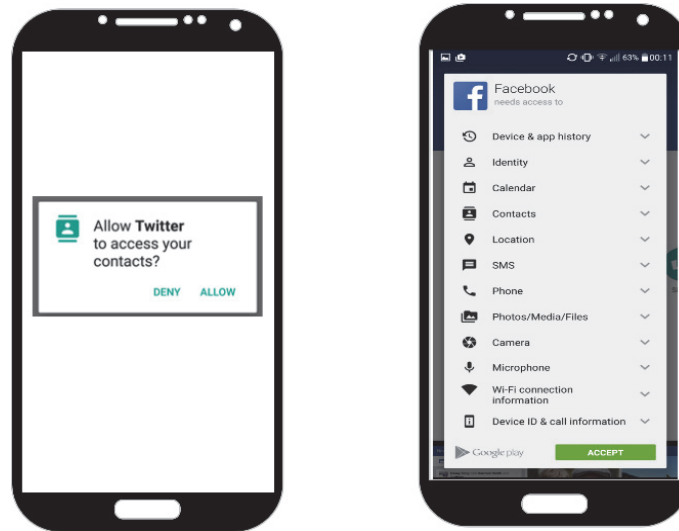 Allow Twitter
to access your
contacts?
DENY ALLOW
63% 00:11
Facebook
needs access to
Device & app history
Identity
Calendar
Contacts
Location
SMS
Phone
Photos/Media/Files
Camera
Microphone
Wi-Fi connection
information
Device ID & call information
Google play
ACCEPT